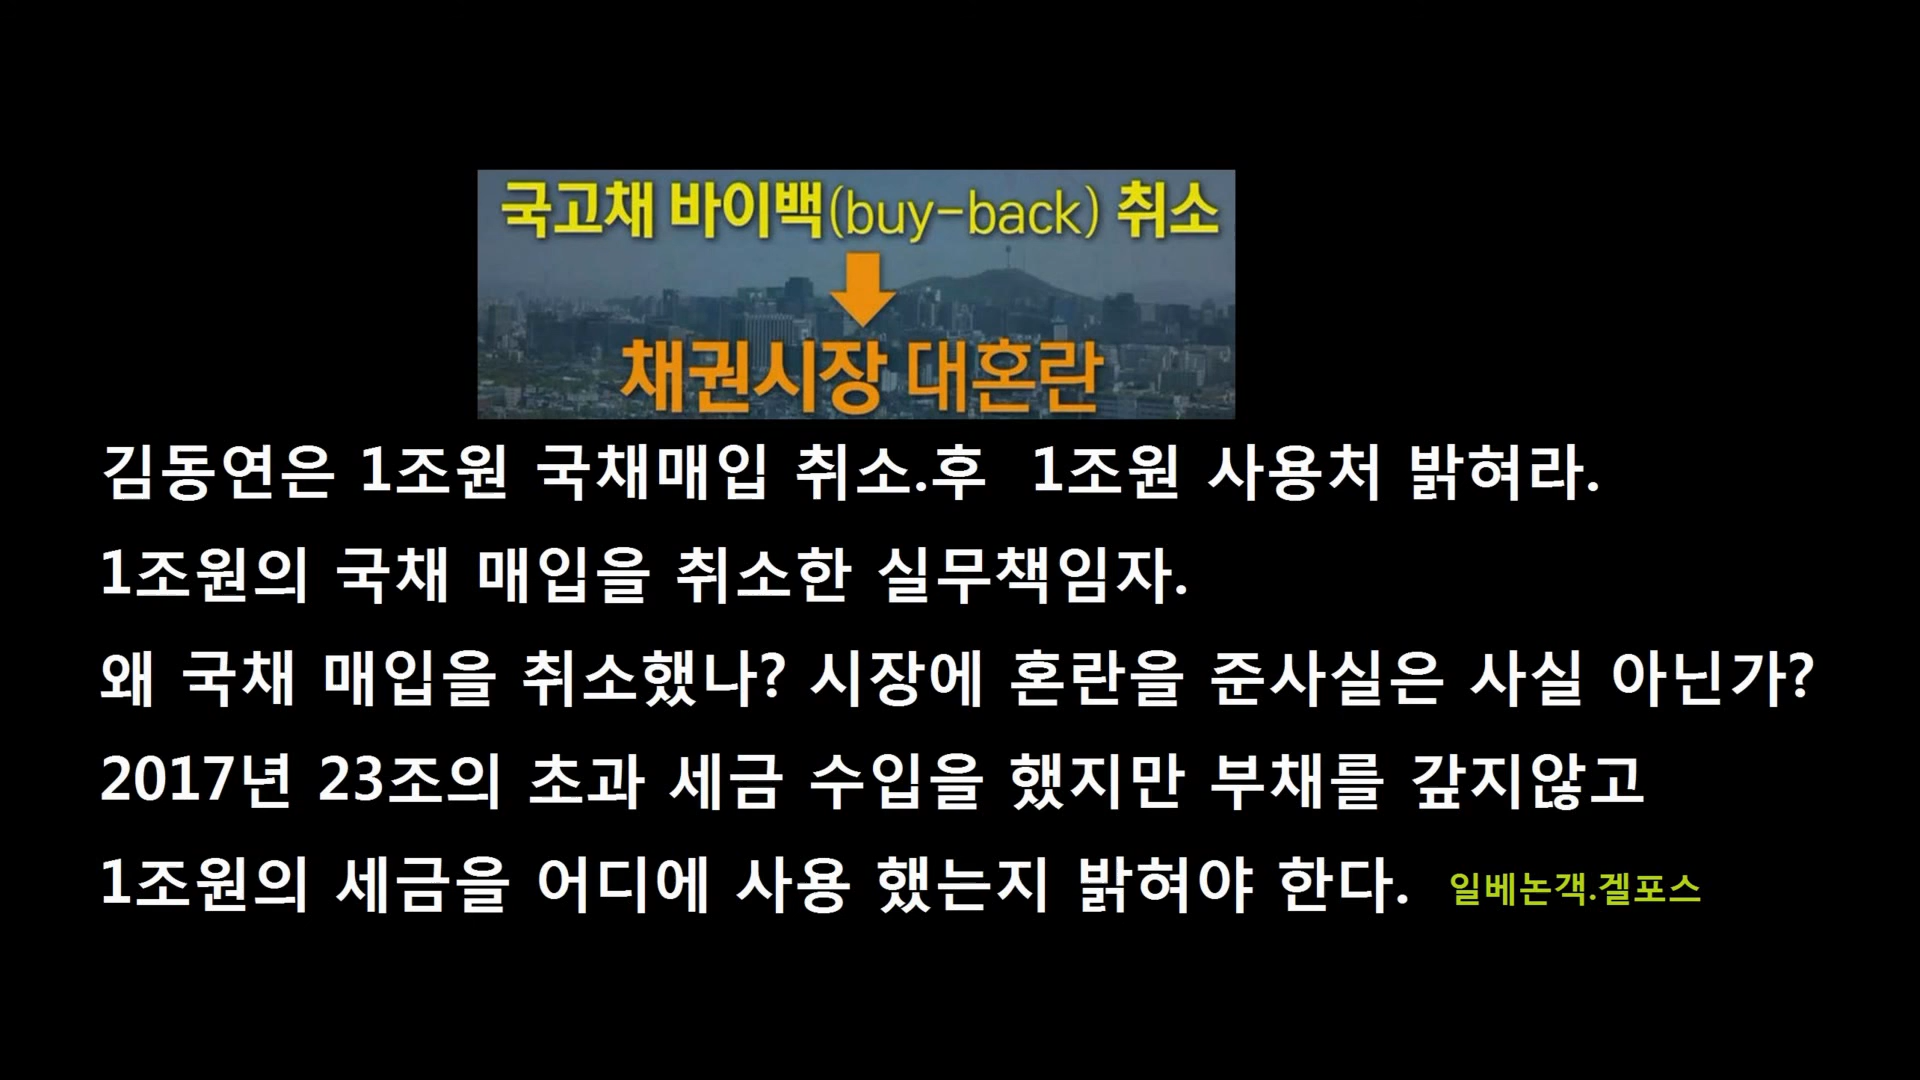 국고채 바이백(buy-back) 취소
채권시장 대혼란
김동연은 1조원 국채매입 취소.후 1조원 사용처 밝혀라.
1조원의 국채 매입을 취소한 실무책임자.
왜 국채 매입을 취소했나? 시장에 혼란을 준사실은 사실 아닌가?
2017년 23조의 초과 세금 수입을 했지만 부채를 갚지않고
1조원의 세금을 어디에 사용 했는지 밝혀야 한다. 일베논객.겔포스